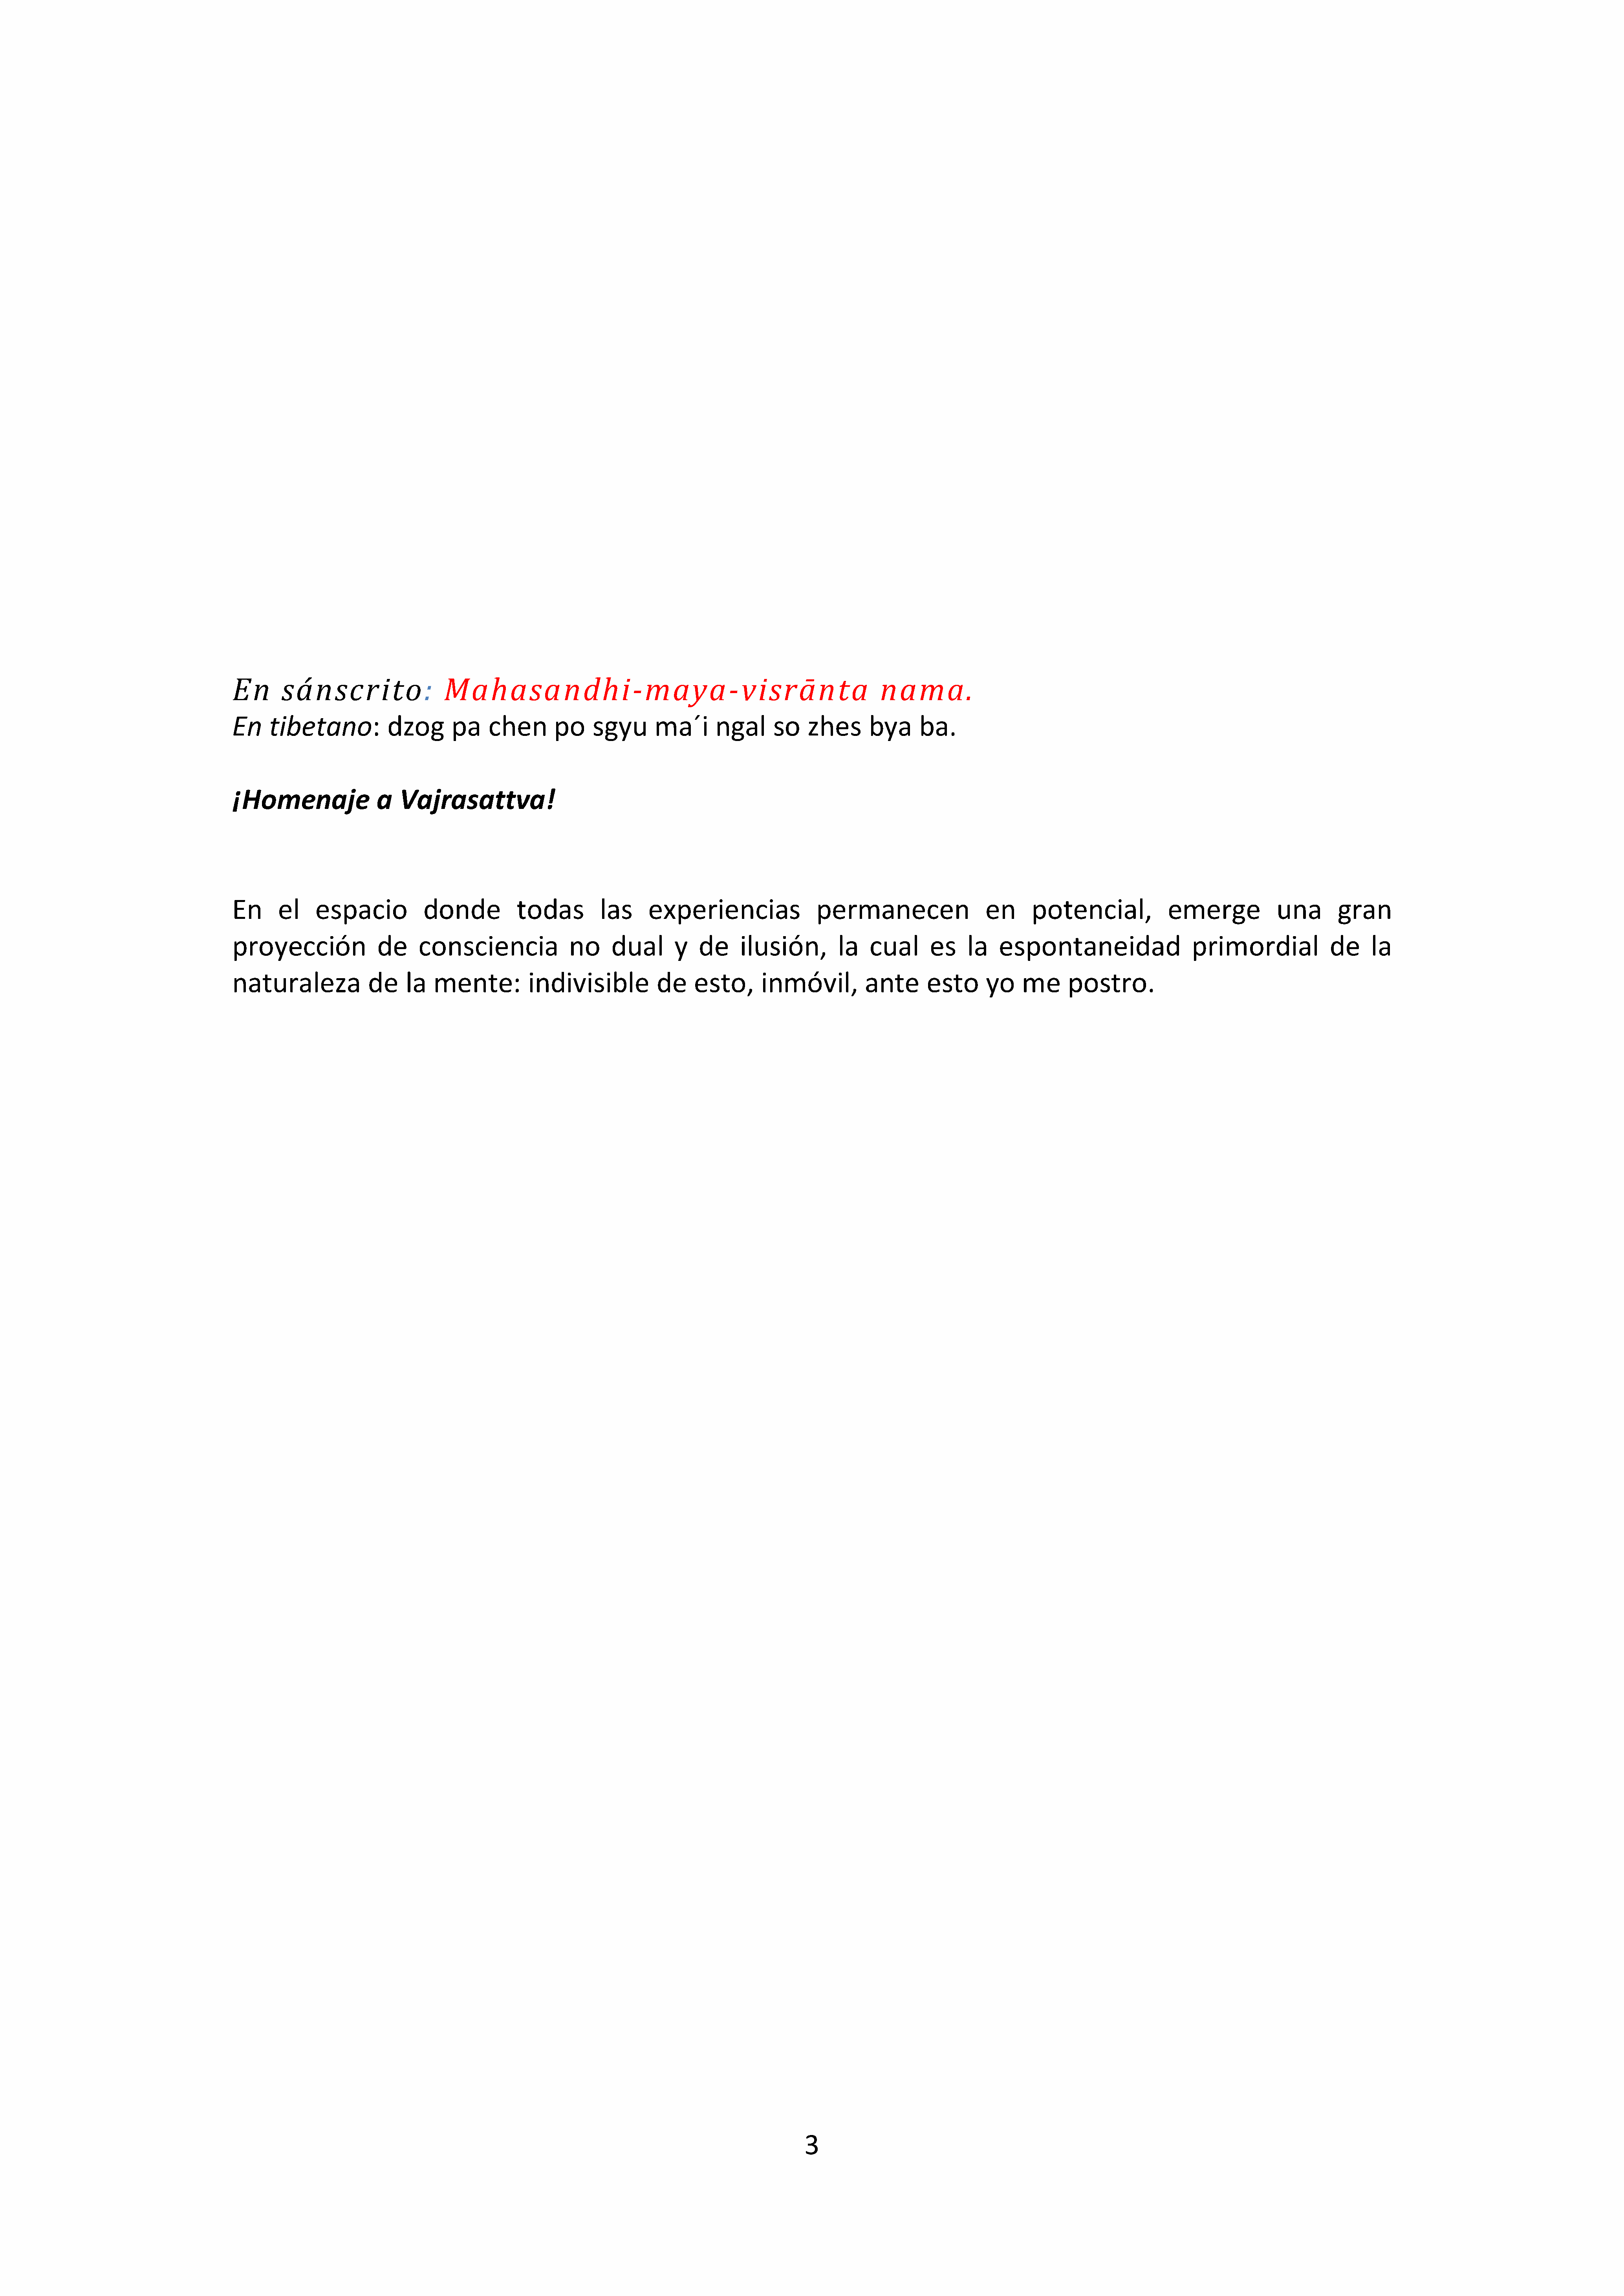 En sánscrito: Mahasandhi-maya-visrānta nama.
En tibetano: dzog pa chen po sgyu ma´i ngal so zhes bya ba.
¡Homenaje a Vajrasattva!
En el espacio donde todas las experiencias permanecen en potencial, emerge una gran
proyección de consciencia no dual y de ilusión, la cual es la espontaneidad primordial de la
naturaleza de la mente: indivisible de esto, inmóvil, ante esto yo me postro.
3